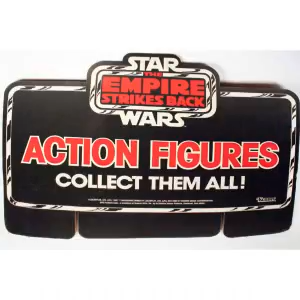 STAR
THE
EMPIRE
STRIKES BACK
WARS
ACTION FIGURES
COLLECT THEM ALL!
Kenner